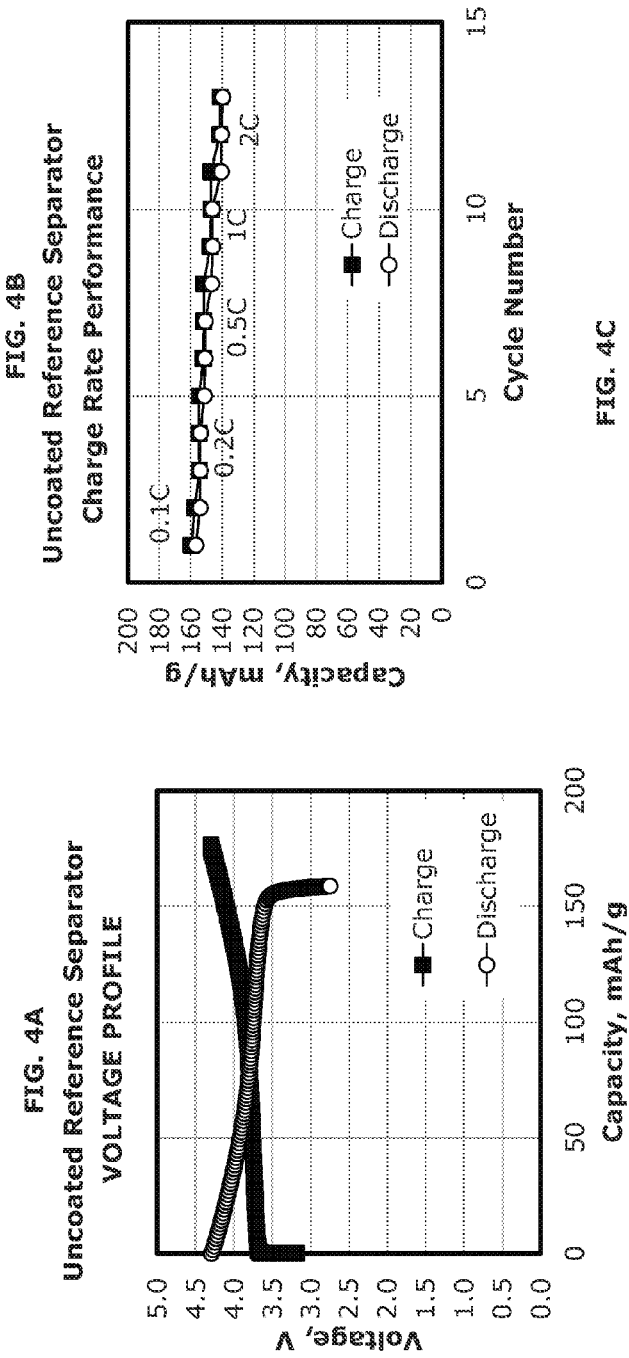 FIG. 4A
Uncoated Reference Separator
VOLTAGE PROFILE
5.0
4.5
4.0
3.5
3.0
2.5
2.0
1.5
1.0
0.5
0.0
Voltage, V
0
50
100
150
200
Capacity, mAh/g
Charge
Discharge
FIG. 4B
Uncoated Reference Separator
Charge Rate Performance
200
180
160
140
120
100
80
60
40
20
0
Capacity, mAh/g
0.1C
0.2C
0.5C
1C
2C
Charge
Discharge
0
5
10
15
Cycle Number
FIG. 4C